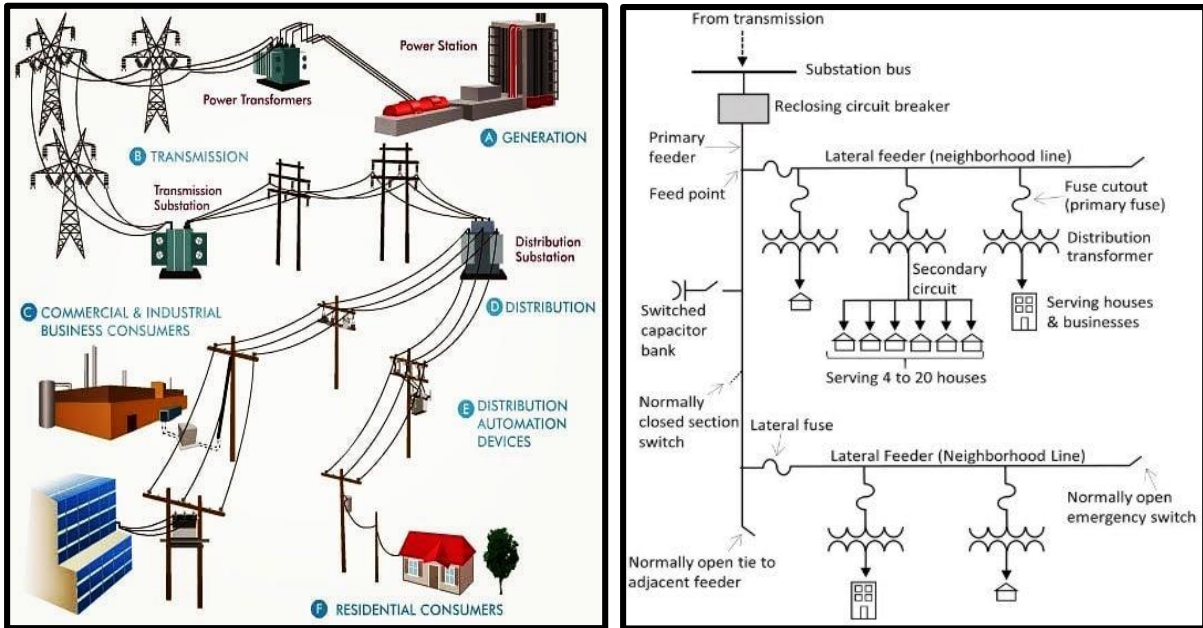 Power Station
Power Transformers
A GENERATION
B TRANSMISSION
Transmission
Substation
Distribution
Substation
C COMMERCIAL & INDUSTRIAL
BUSINESS CONSUMERS
D DISTRIBUTION
E DISTRIBUTION
AUTOMATION
DEVICES
F RESIDENTIAL CONSUMERS
From transmission
Substation bus
Reclosing circuit breaker
Primary
feeder
Lateral feeder (neighborhood line)
Feed point
Fuse cutout
(primary fuse)
Distribution
transformer
Secondary
circuit
Serving houses
& businesses
Switched
capacitor
bank
Serving 4 to 20 houses
Normally
closed section
switch
Lateral fuse
Lateral Feeder (Neighborhood Line)
Normally open
emergency switch
Normally open tie to
adjacent feeder